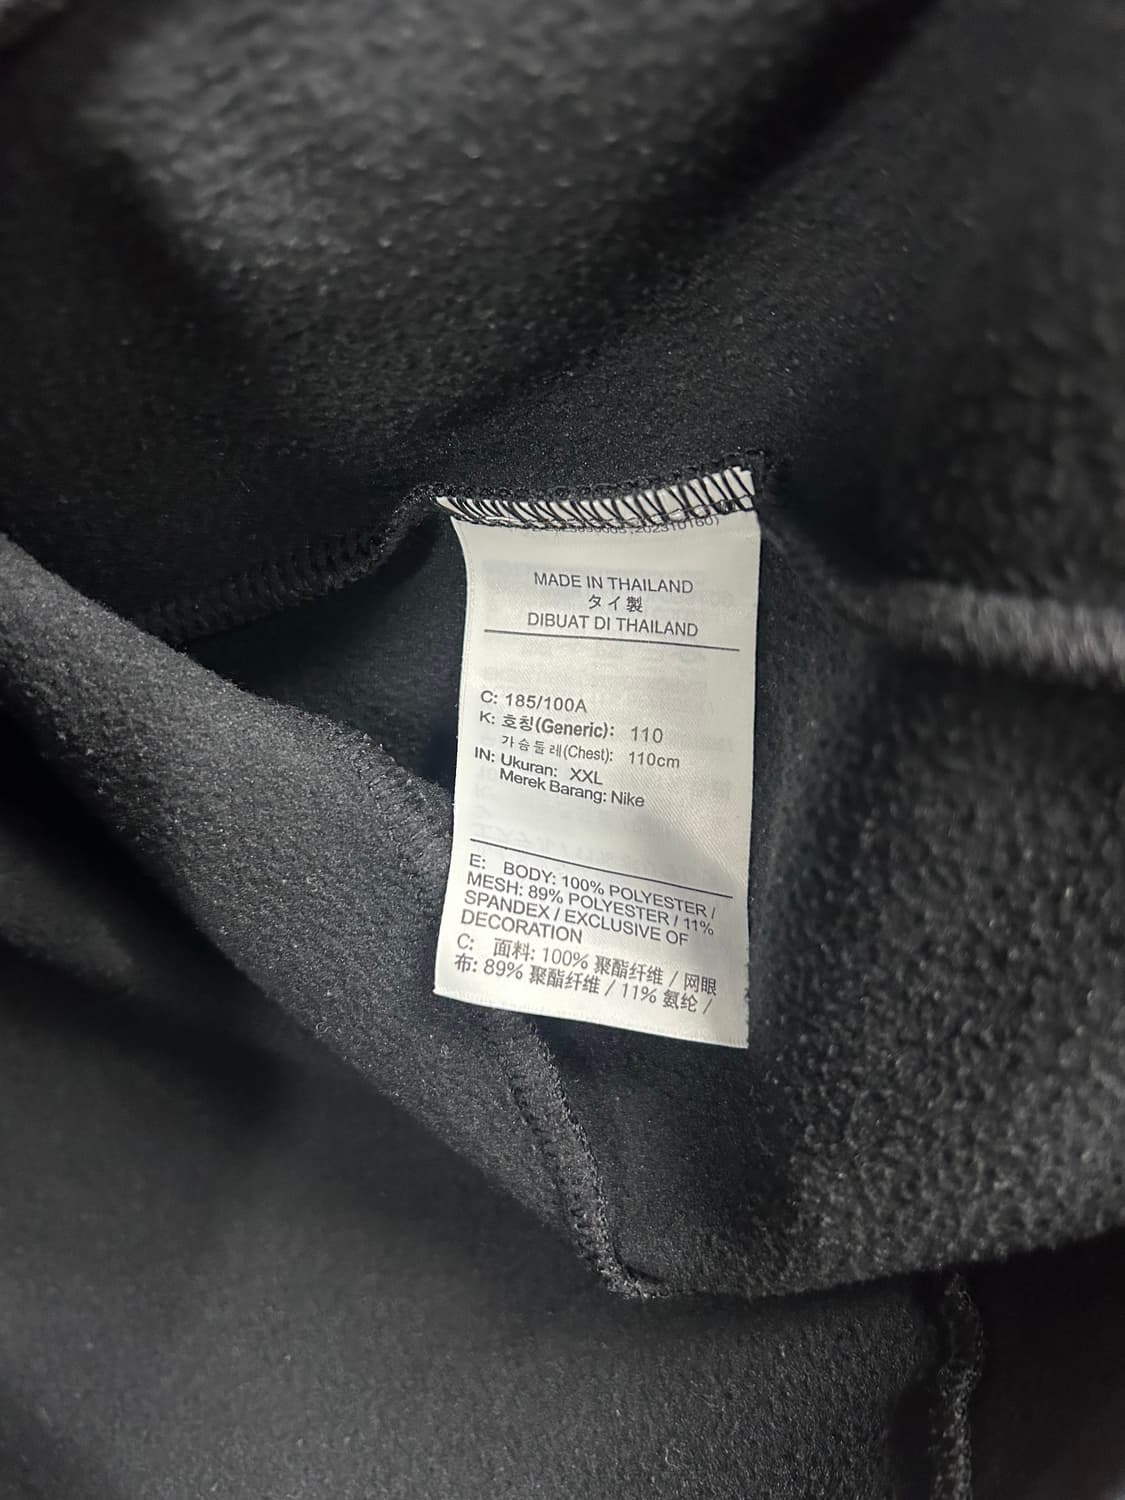 MADE IN THAILAND
タイ製
DIBUAT DI THAILAND
C: 185/100A
K: 호칭(Generic): 110
가슴둘레(Chest): 110cm
IN: Ukuran: XXL
Merek Barang: Nike
E: BODY: 100% POLYESTER /
MESH: 89% POLYESTER / 11%
SPANDEX / EXCLUSIVE OF
DECORATION
C: 面料: 100% 聚酯纤维 / 网眼
布: 89% 聚酯纤维 / 11% 氨纶 /